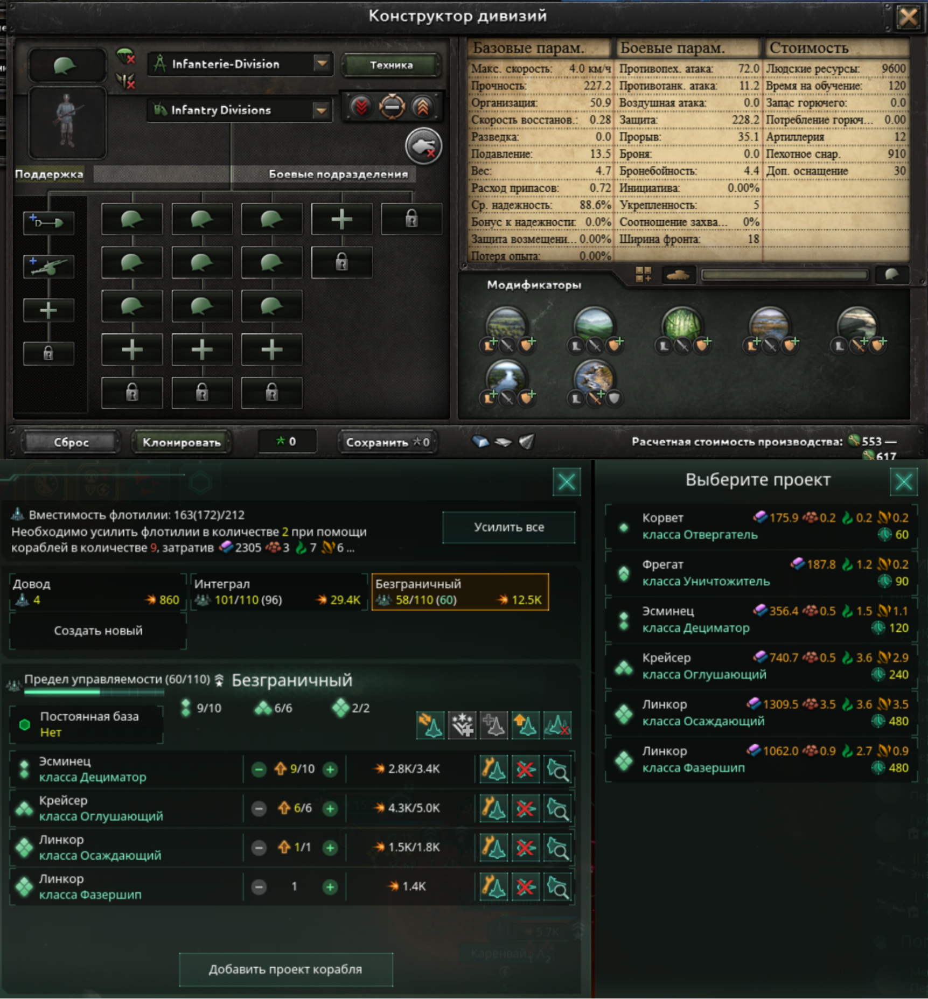 Конструктор дивизий
Infanterie-Division
Техника
Infantry Divisions
Поддержка
Боевые подразделения
Базовые парам.
Макс. скорость: 4.0 км/ч
Прочность: 227.2
Организация: 50.9
Скорость восстанов.: 0.28
Разведка: 0.0
Подавление: 13.5
Вес: 4.7
Расход припасов: 0.72
Ср. надежность: 88.6%
Бонус к надежности: 0.0%
Защита возмещени... 0.00%
Потеря опыта: 0.00%
Боевые парам.
Противопех. атака: 72.0
Противотанк. атака: 11.2
Воздушная атака: 0.0
Защита: 228.2
Прорыв: 35.1
Броня: 0.0
Бронебойность: 4.4
Инициатива: 0.00%
Укрепленность: 5
Соотношение захва... 0%
Ширина фронта: 18
Стоимость
Людские ресурсы: 9600
Время на обучение: 120
Запас горючего: 0.0
Потребление горюч... 0.00
Артиллерия 12
Пехотное снар. 910
Доп. оснащение 30
Модификаторы
Сброс
Клонировать
0
Сохранить 0
Расчетная стоимость производства: 553 —
617
Вместимость флотилии: 163(172)/212
Необходимо усилить флотилии в количестве 2 при помощи
кораблей в количестве 9, затратив 2305 3 7 6 ...
Усилить все
Довод
4 860
Интеграл
101/110 (96) 29.4K
Безграничный
58/110 (60) 12.5K
Создать новый
Предел управляемости (60/110) Безграничный
9/10 6/6 2/2
Постоянная база
Нет
Эсминец
класса Дециматор
9/10 2.8K/3.4K
Крейсер
класса Оглушающий
6/6 4.3K/5.0K
Линкор
класса Осаждающий
1/1 1.5K/1.8K
Линкор
класса Фазершип
1 1.4K
5.7K
Добавить проект корабля
Выберите проект
Корвет 175.9 0.2 0.2 0.2
класса Отвергатель 60
Фрегат 187.8 1.2 0.2
класса Уничтожитель 90
Эсминец 356.4 0.5 1.5 1.1
класса Дециматор 120
Крейсер 740.7 0.5 3.6 2.9
класса Оглушающий 240
Линкор 1309.5 3.5 3.6 3.5
класса Осаждающий 480
Линкор 1062.0 0.9 2.7 0.9
класса Фазершип 480